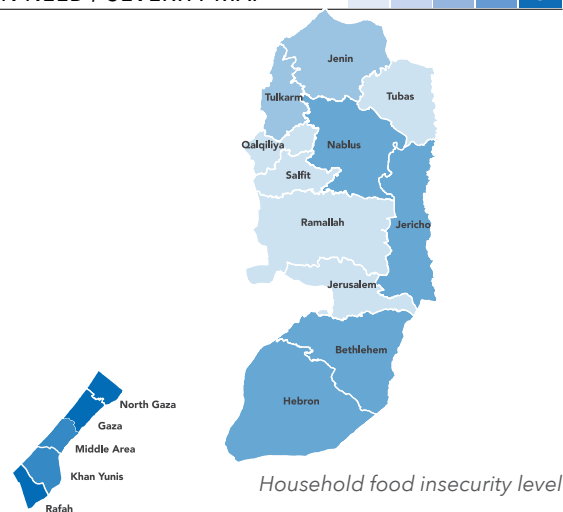 Jenin
Tubas
Tulkarm
Qalqiliya
Nablus
Salfit
Ramallah
Jericho
Jerusalem
Bethlehem
Hebron
North Gaza
Gaza
Middle Area
Khan Yunis
Rafah
Household food insecurity level